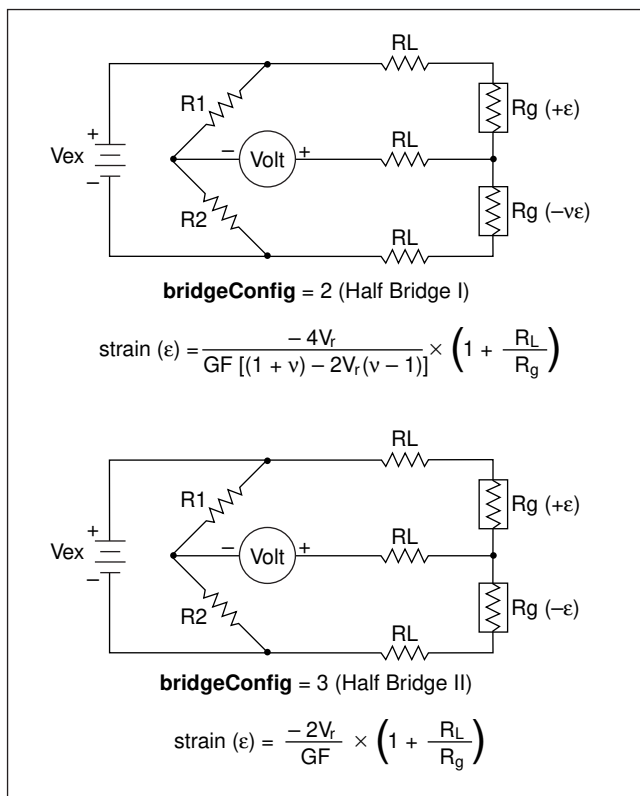 RL
R1
Rg (+ε)
+
Vex
–
– Volt +
RL
R2
Rg (–νε)
RL
bridgeConfig = 2 (Half Bridge I)
strain (ε) = – 4Vr / GF [(1 + ν) – 2Vr(ν – 1)] × (1 + RL / Rg)
RL
R1
Rg (+ε)
+
Vex
–
– Volt +
RL
R2
Rg (–ε)
RL
bridgeConfig = 3 (Half Bridge II)
strain (ε) = – 2Vr / GF × (1 + RL / Rg)